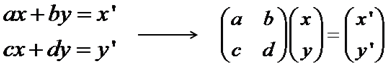 ax + by = x'
cx + dy = y' ⟶ (a b; c d)(x; y) = (x'; y')